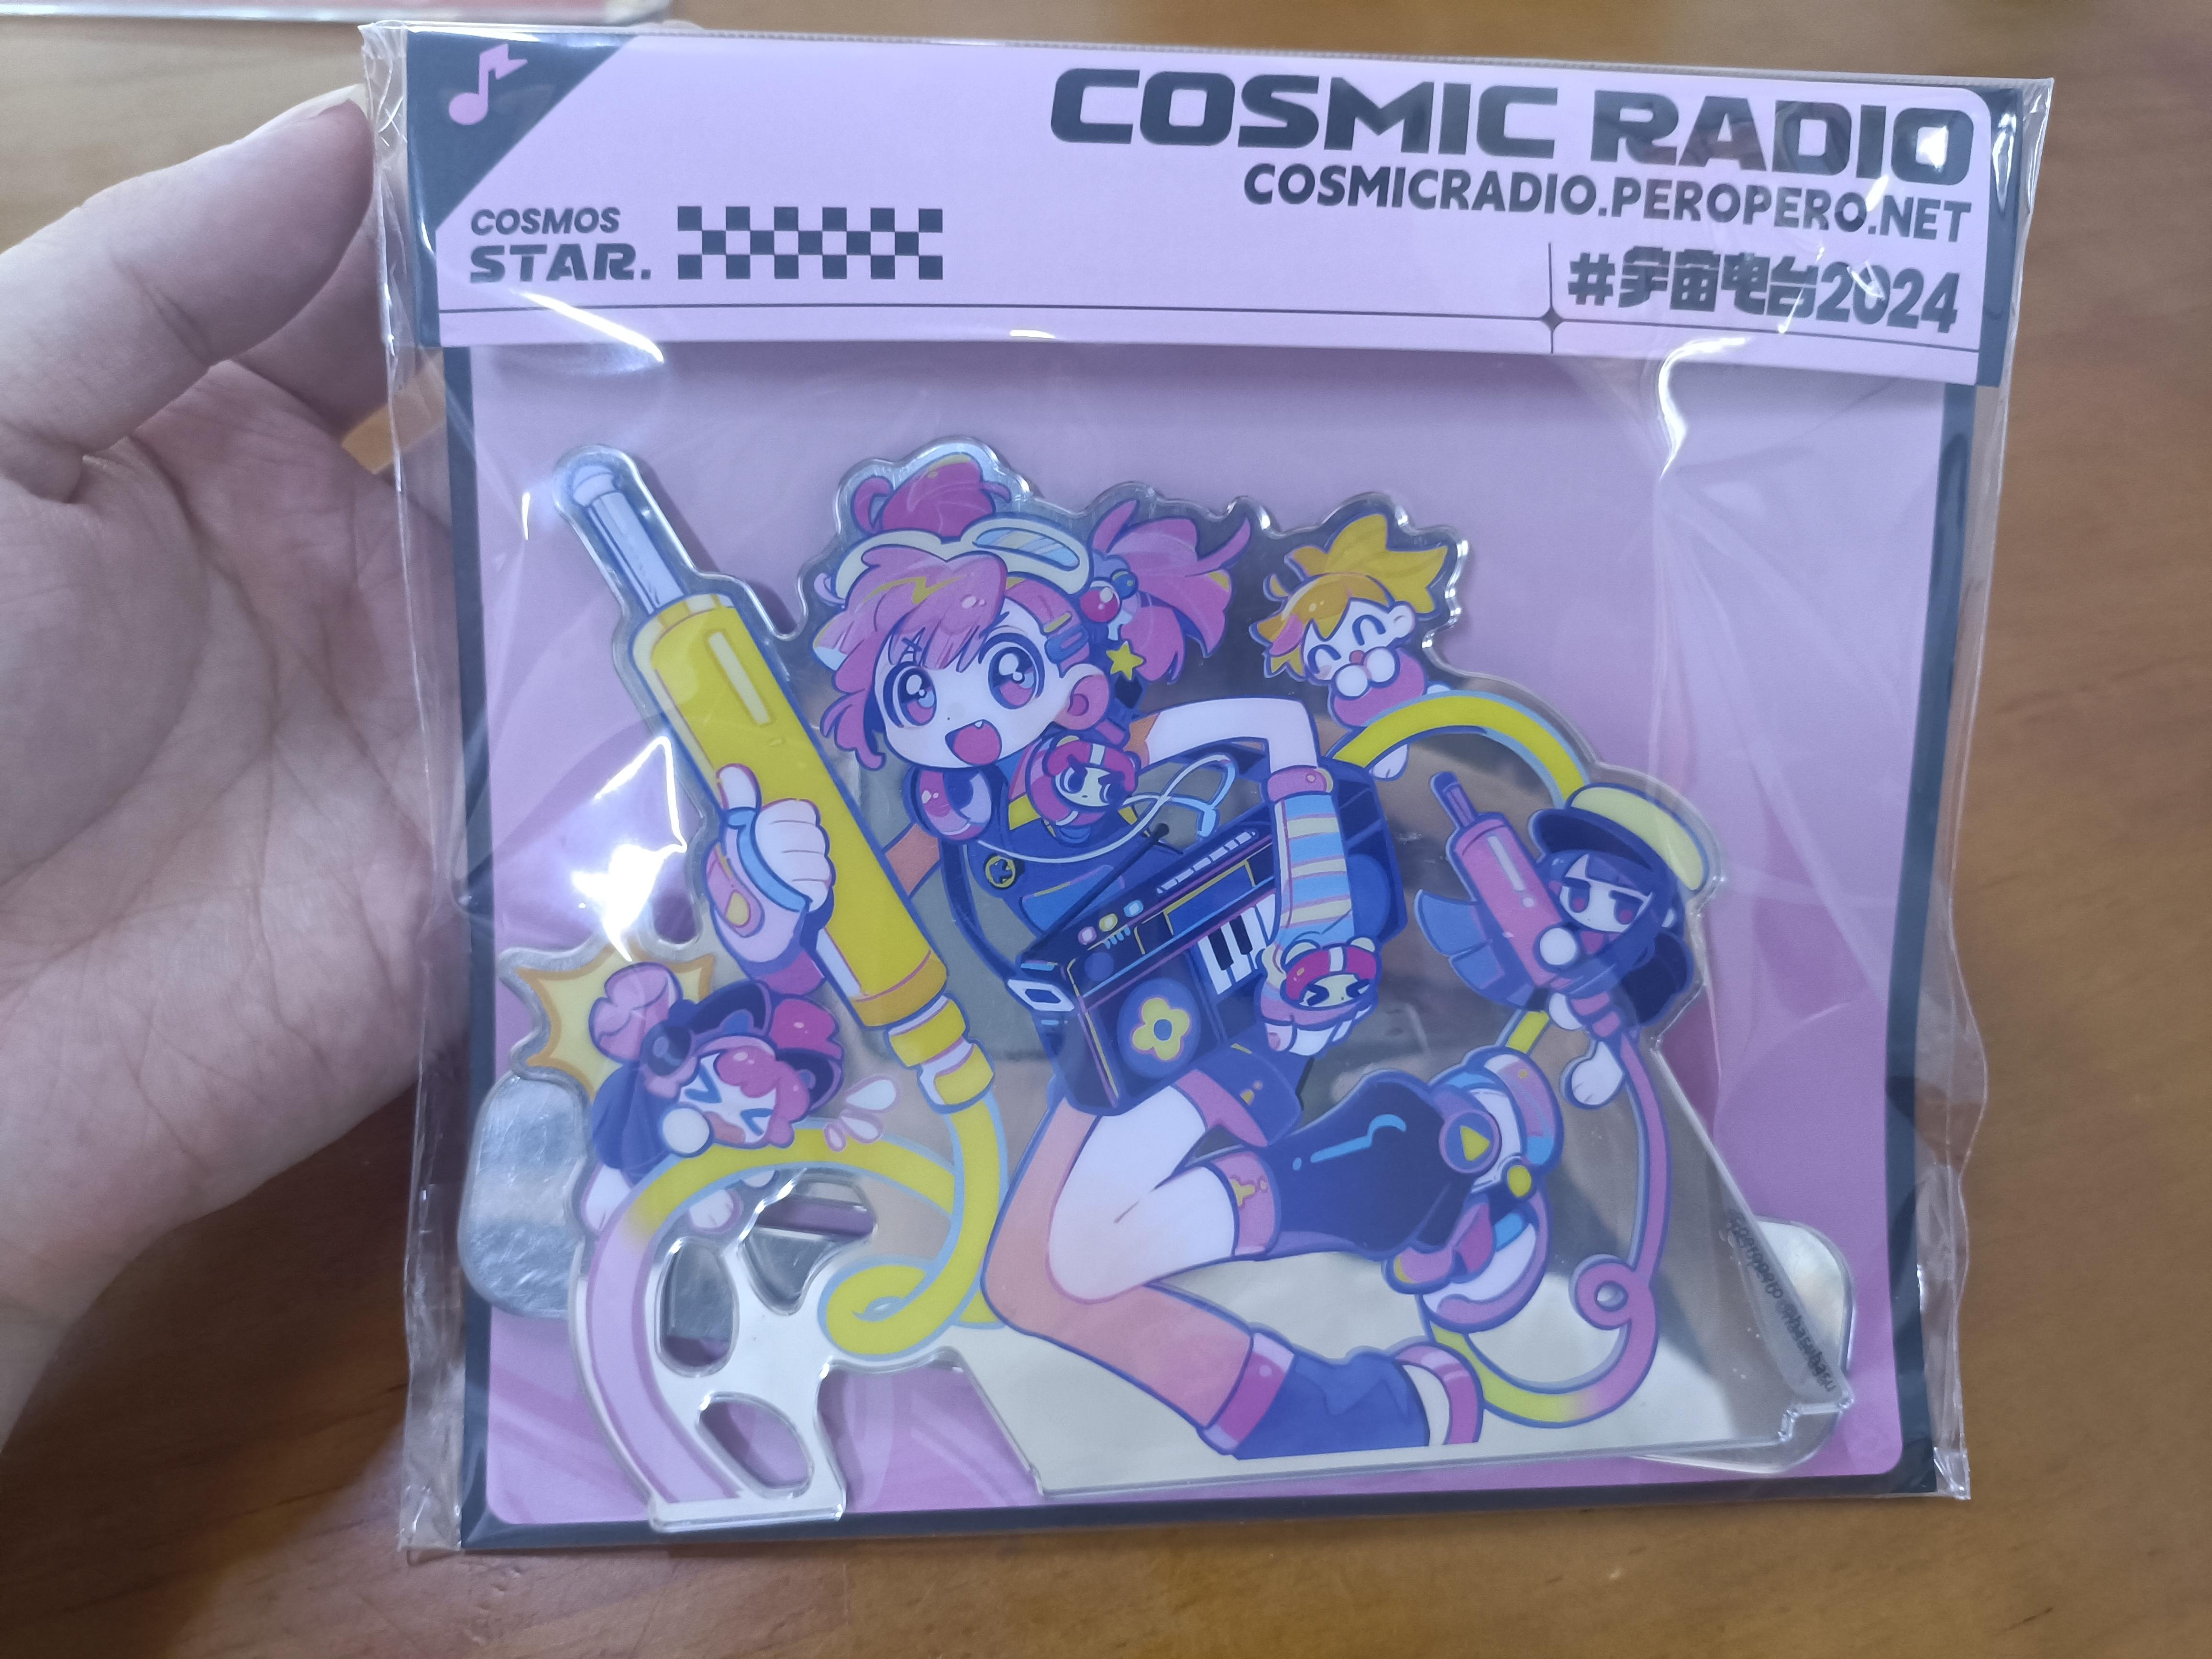 COSMIC RADIO
COSMICRADIO.PEROPERO.NET
COSMOS
STAR.
#宇宙电台2024